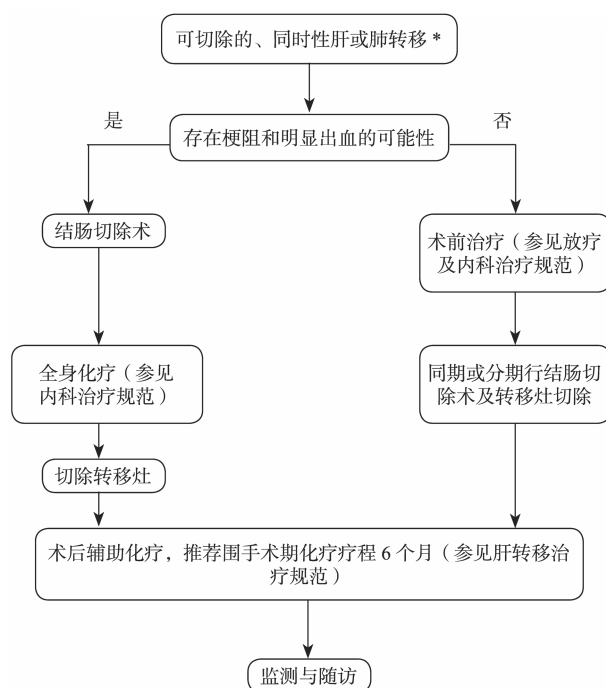 可切除的、同时性肝或肺转移*
是
存在梗阻和明显出血的可能性
否
结肠切除术
术前治疗（参见放疗
及内科治疗规范）
全身化疗（参见
内科治疗规范）
同期或分期行结肠切
除术及转移灶切除
切除转移灶
术后辅助化疗，推荐围手术期化疗疗程6个月（参见肝转移治
疗规范）
监测与随访